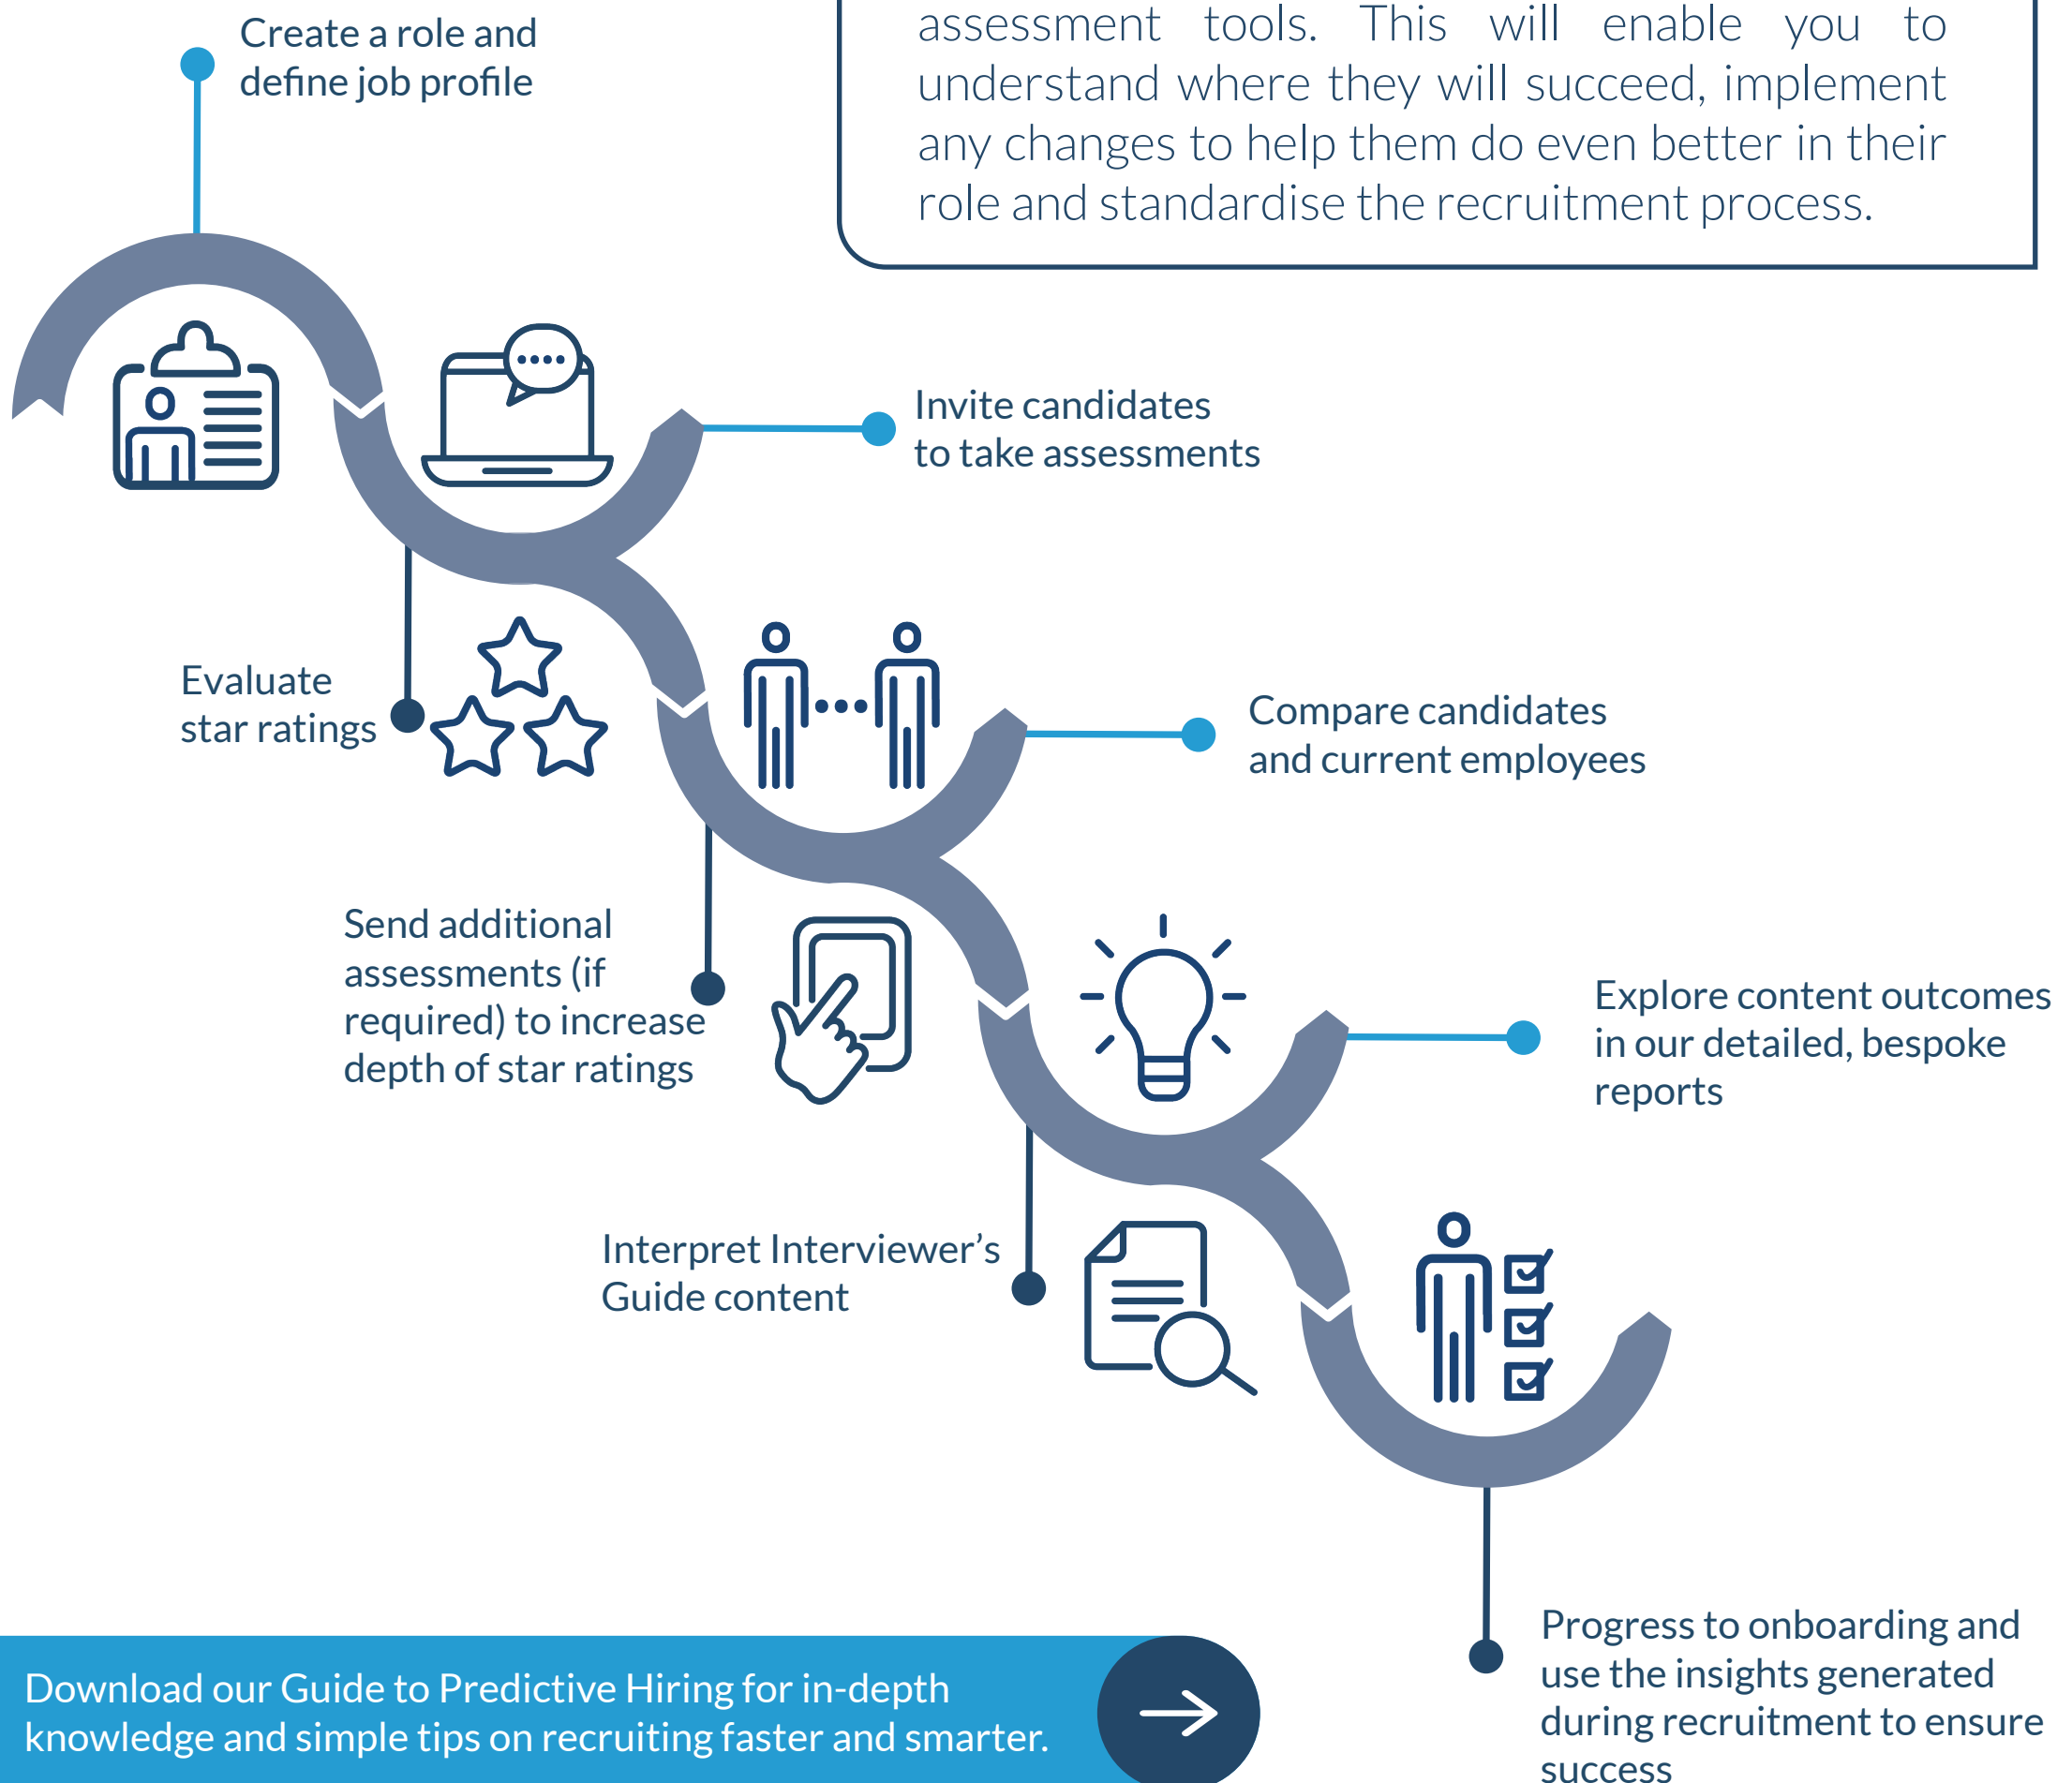 Create a role and
define job profile
assessment tools. This will enable you to
understand where they will succeed, implement
any changes to help them do even better in their
role and standardise the recruitment process.
Invite candidates
to take assessments
Evaluate
star ratings
Compare candidates
and current employees
Send additional
assessments (if
required) to increase
depth of star ratings
Explore content outcomes
in our detailed, bespoke
reports
Interpret Interviewer’s
Guide content
Progress to onboarding and
use the insights generated
during recruitment to ensure
success
Download our Guide to Predictive Hiring for in-depth
knowledge and simple tips on recruiting faster and smarter.